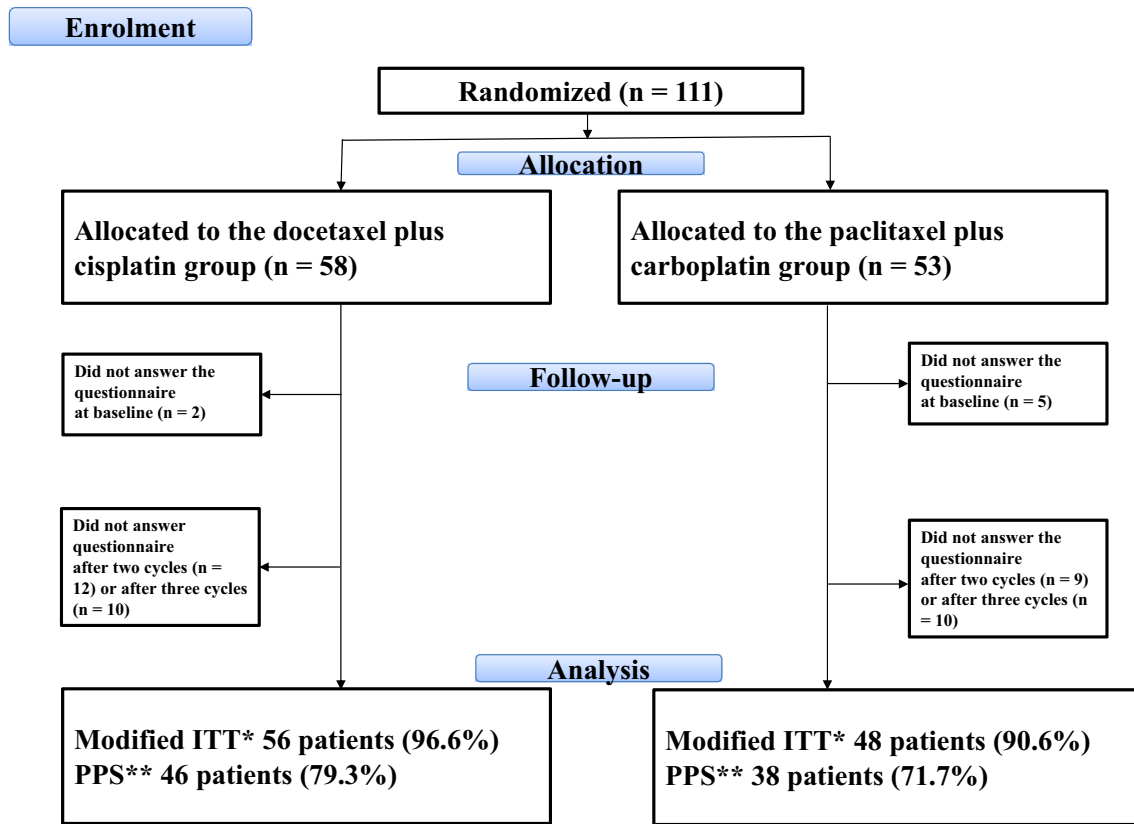 Enrolment
Randomized (n = 111)
Allocation
Allocated to the docetaxel plus
cisplatin group (n = 58)
Allocated to the paclitaxel plus
carboplatin group (n = 53)
Did not answer the
questionnaire
at baseline (n = 2)
Follow-up
Did not answer the
questionnaire
at baseline (n = 5)
Did not answer
questionnaire
after two cycles (n =
12) or after three cycles
(n = 10)
Did not answer the
questionnaire
after two cycles (n = 9)
or after three cycles (n
= 10)
Analysis
Modified ITT* 56 patients (96.6%)
PPS** 46 patients (79.3%)
Modified ITT* 48 patients (90.6%)
PPS** 38 patients (71.7%)